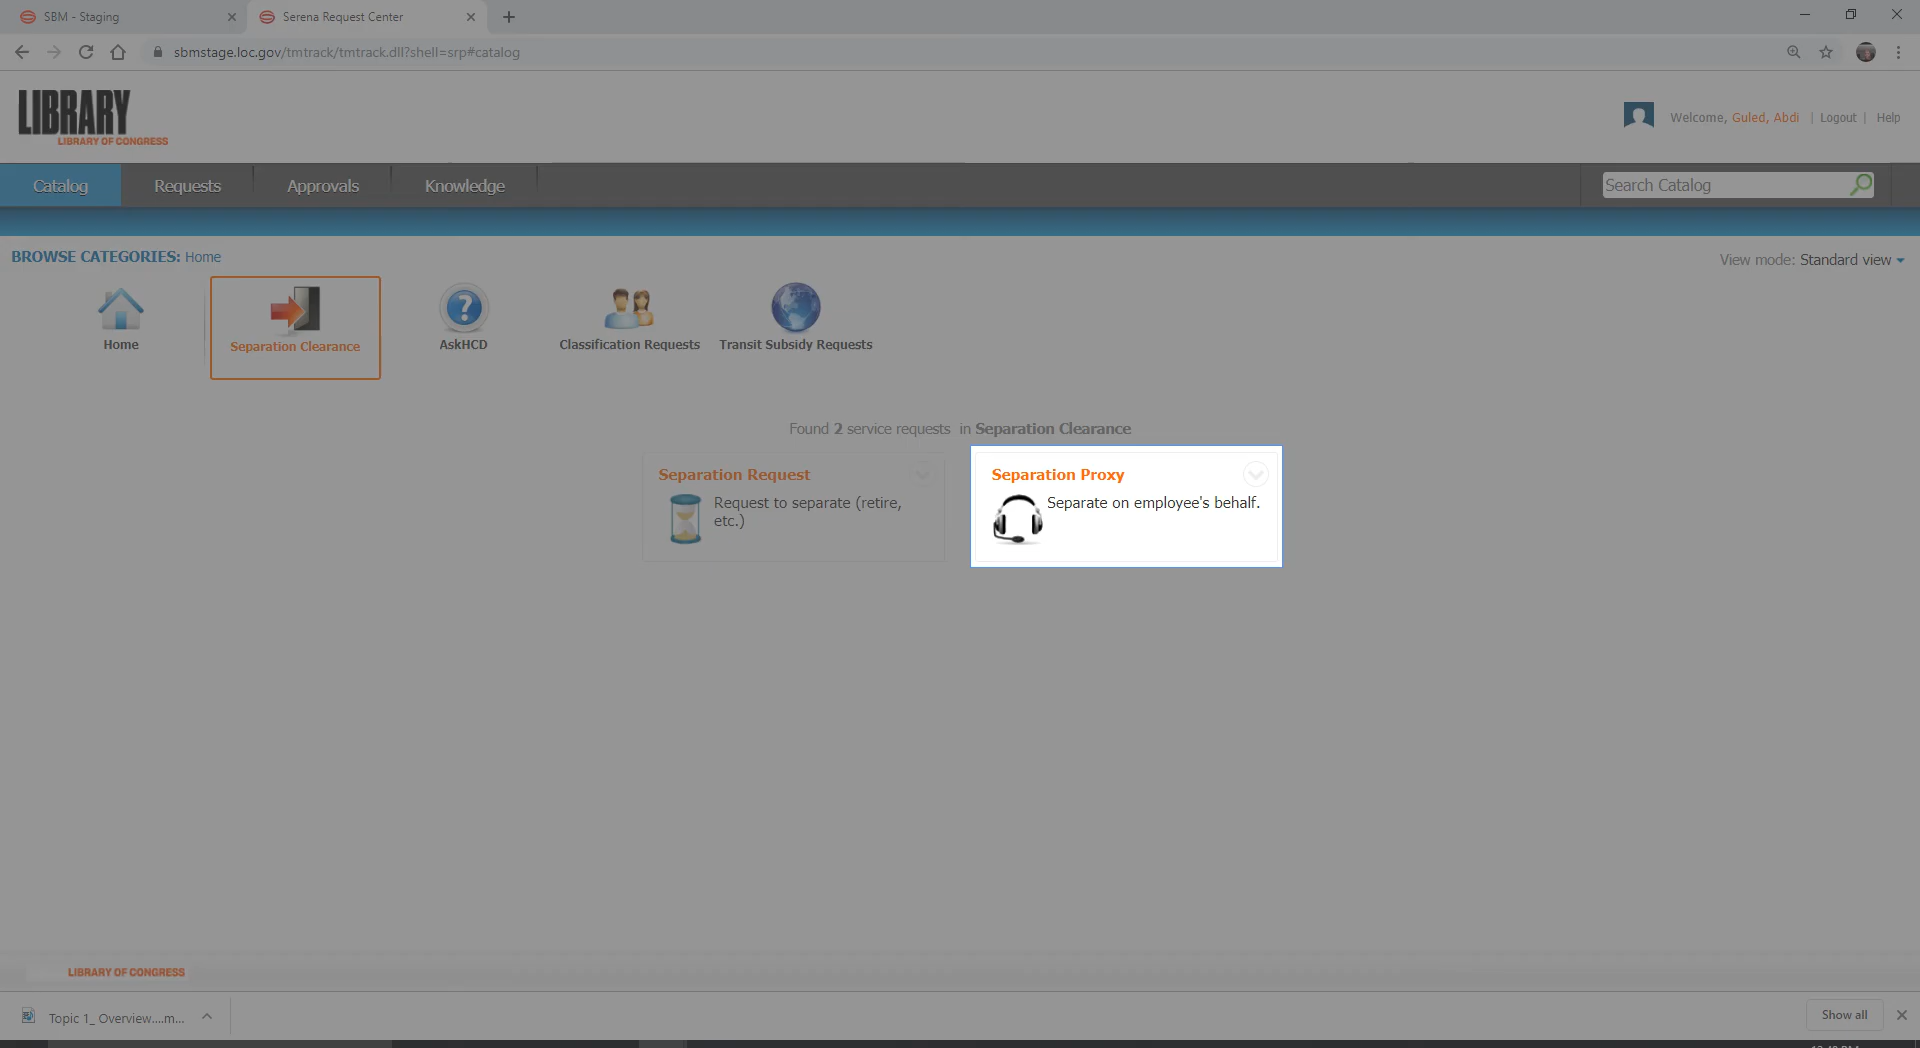 SBM - Staging
Serena Request Center
sbmstage.loc.gov/tmtrack/tmtrack.dll?shell=srp#catalog
LIBRARY
LIBRARY OF CONGRESS
Welcome, Guled, Abdi | Logout | Help
Catalog
Requests
Approvals
Knowledge
Search Catalog
BROWSE CATEGORIES: Home
View mode: Standard view
Home
Separation Clearance
AskHCD
Classification Requests
Transit Subsidy Requests
Found 2 service requests in Separation Clearance
Separation Request
Request to separate (retire,
etc.)
Separation Proxy
Separate on employee's behalf.
LIBRARY OF CONGRESS
Topic 1_ Overview....m...
Show all